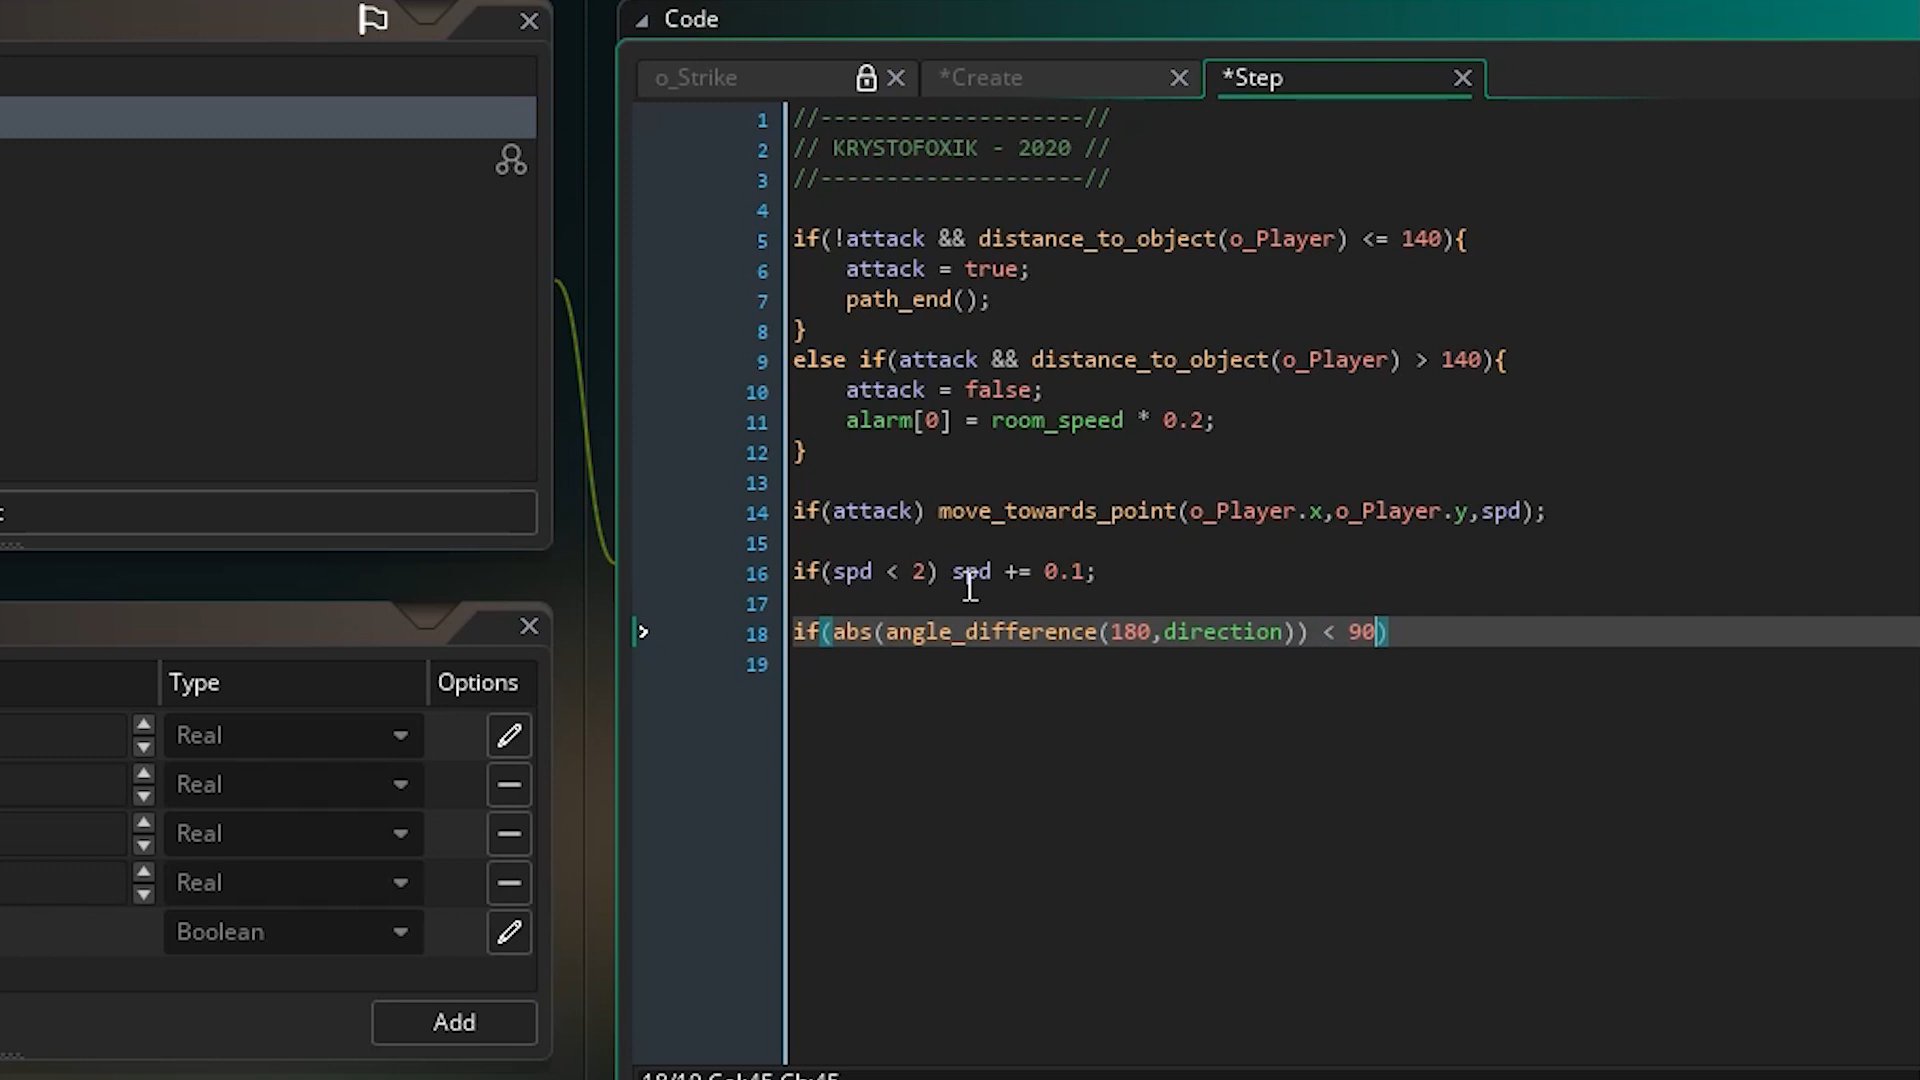 Code
o_Strike
*Create
*Step
1 //--------------------//
2 // KRYSTOFOXIK - 2020 //
3 //--------------------//
4
5 if(!attack && distance_to_object(o_Player) <= 140){
6 attack = true;
7 path_end();
8 }
9 else if(attack && distance_to_object(o_Player) > 140){
10 attack = false;
11 alarm[0] = room_speed * 0.2;
12 }
13
14 if(attack) move_towards_point(o_Player.x,o_Player.y,spd);
15
16 if(spd < 2) spd += 0.1;
17
18 if(abs(angle_difference(180,direction)) < 90)
19
Type Options
Real
Real
Real
Real
Boolean
Add